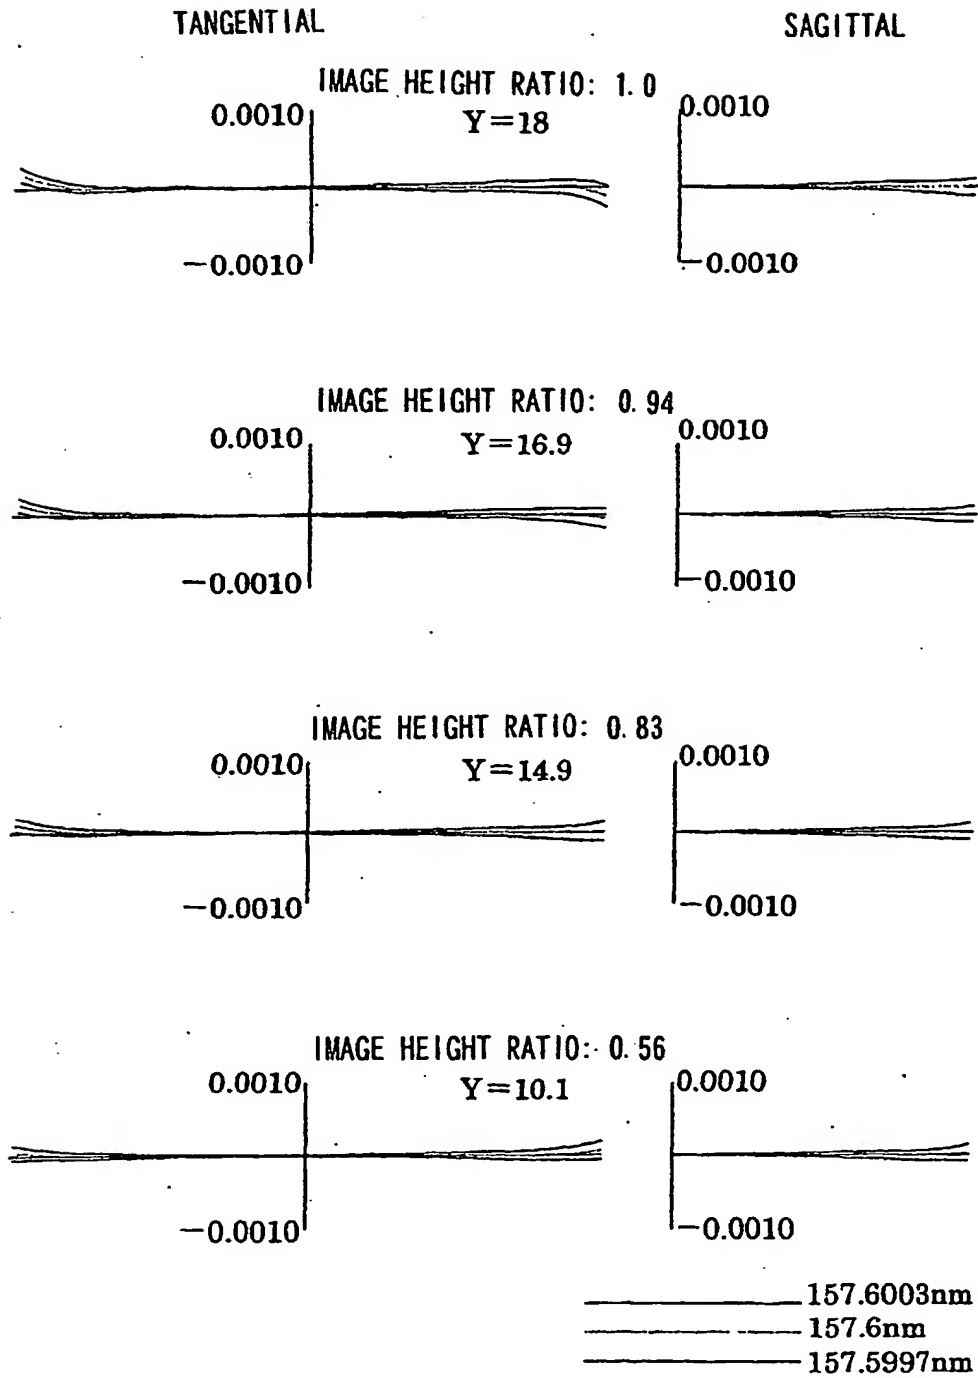 TANGENTIAL SAGITTAL
IMAGE HEIGHT RATIO: 1.0
0.0010 Y=18 0.0010
−0.0010 −0.0010
IMAGE HEIGHT RATIO: 0.94
0.0010 Y=16.9 0.0010
−0.0010 −0.0010
IMAGE HEIGHT RATIO: 0.83
0.0010 Y=14.9 0.0010
−0.0010 −0.0010
IMAGE HEIGHT RATIO: 0.56
0.0010 Y=10.1 0.0010
−0.0010 −0.0010
157.6003nm
157.6nm
157.5997nm